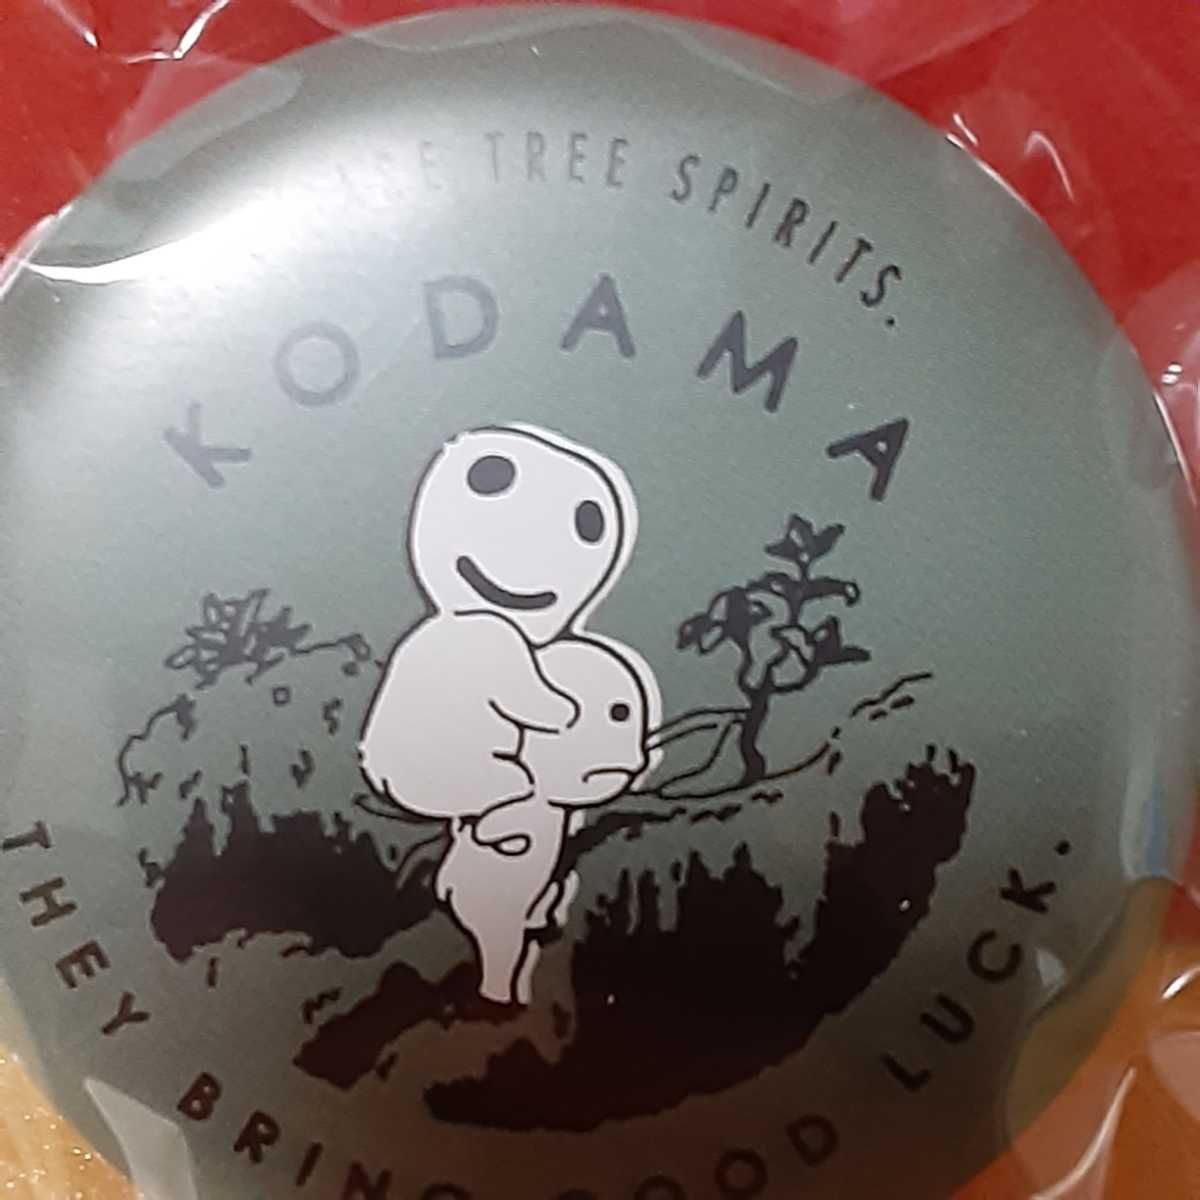 TREE SPIRITS.
KODAMA
THEY BRING GOOD LUCK.